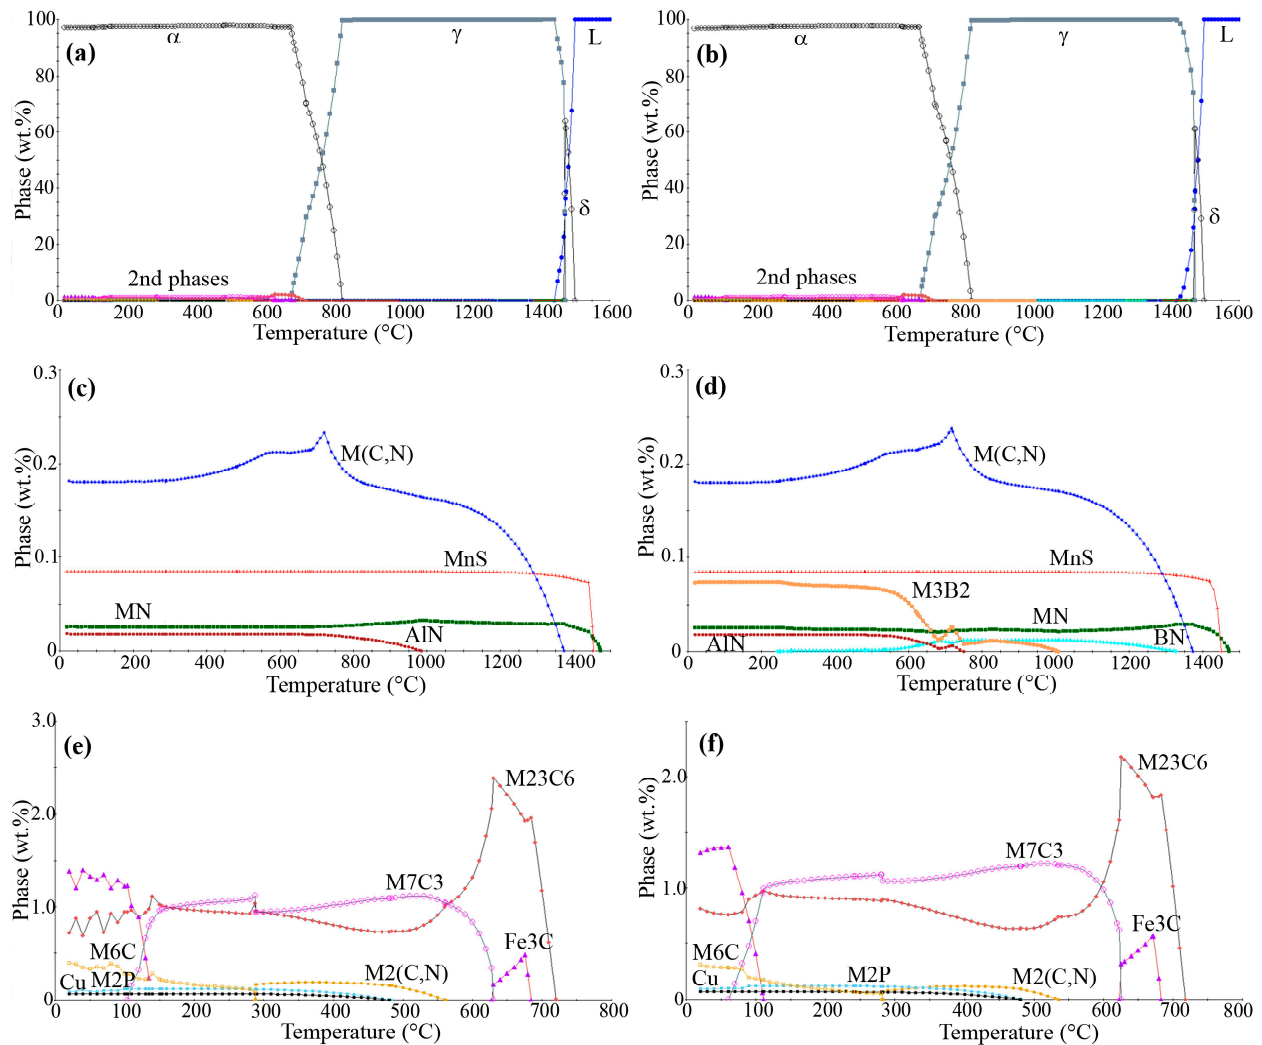 (a)
100
80
60
40
20
0
Phase (wt.%)
α
γ
L
δ
2nd phases
200 400 600 800 1000 1200 1400 1600
Temperature (°C)
(b)
100
80
60
40
20
0
Phase (wt.%)
α
γ
L
δ
2nd phases
200 400 600 800 1000 1200 1400 1600
Temperature (°C)
(c)
0.3
0.2
0.1
0
Phase (wt.%)
M(C,N)
MnS
MN
AlN
0 200 400 600 800 1000 1200 1400
Temperature (°C)
(d)
0.3
0.2
0.1
0
Phase (wt.%)
M(C,N)
MnS
M3B2
MN
AlN
BN
200 400 600 800 1000 1200 1400
Temperature (°C)
(e)
3.0
2.0
1.0
0
Phase (wt.%)
M23C6
M7C3
Fe3C
M6C
Cu M2P
M2(C,N)
0 100 200 300 400 500 600 700 800
Temperature (°C)
(f)
2.0
1.0
0
Phase (wt.%)
M23C6
M7C3
Fe3C
M6C
Cu
M2P
M2(C,N)
0 100 200 300 400 500 600 700 800
Temperature (°C)